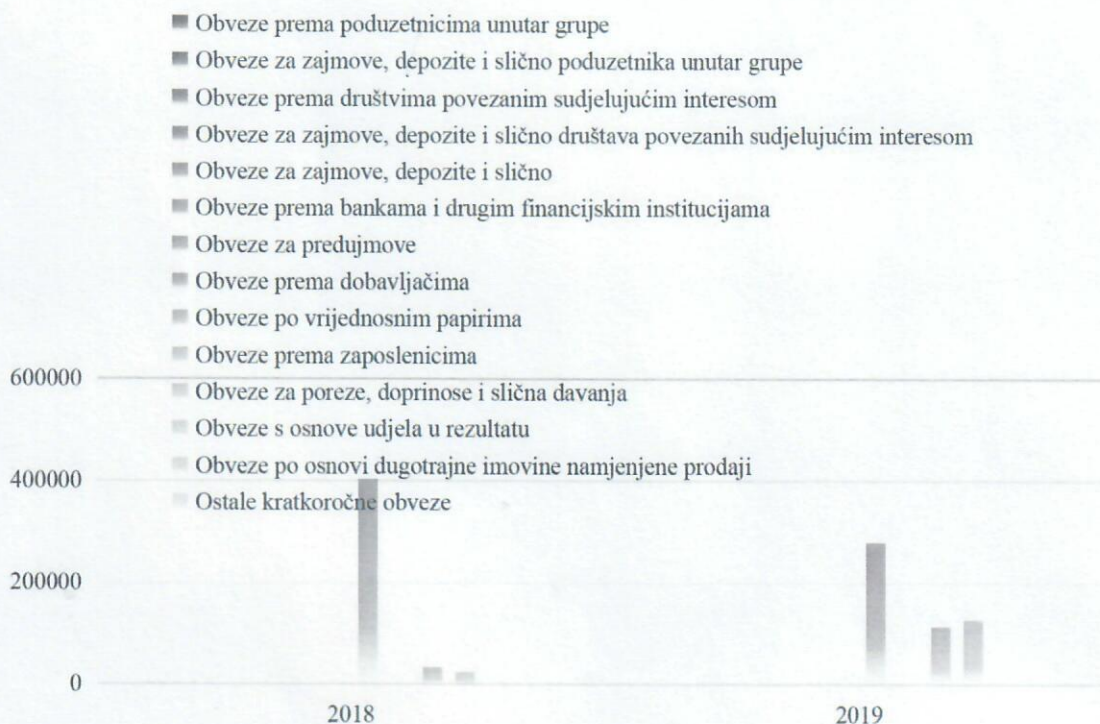 Obveze prema poduzetnicima unutar grupe
Obveze za zajmove, depozite i slično poduzetnika unutar grupe
Obveze prema društvima povezanim sudjelujućim interesom
Obveze za zajmove, depozite i slično društava povezanih sudjelujućim interesom
Obveze za zajmove, depozite i slično
Obveze prema bankama i drugim financijskim institucijama
Obveze za predujmove
Obveze prema dobavljačima
Obveze po vrijednosnim papirima
Obveze prema zaposlenicima
600000
Obveze za poreze, doprinose i slična davanja
Obveze s osnove udjela u rezultatu
Obveze po osnovi dugotrajne imovine namjenjene prodaji
400000
Ostale kratkoročne obveze
200000
0
2018 2019